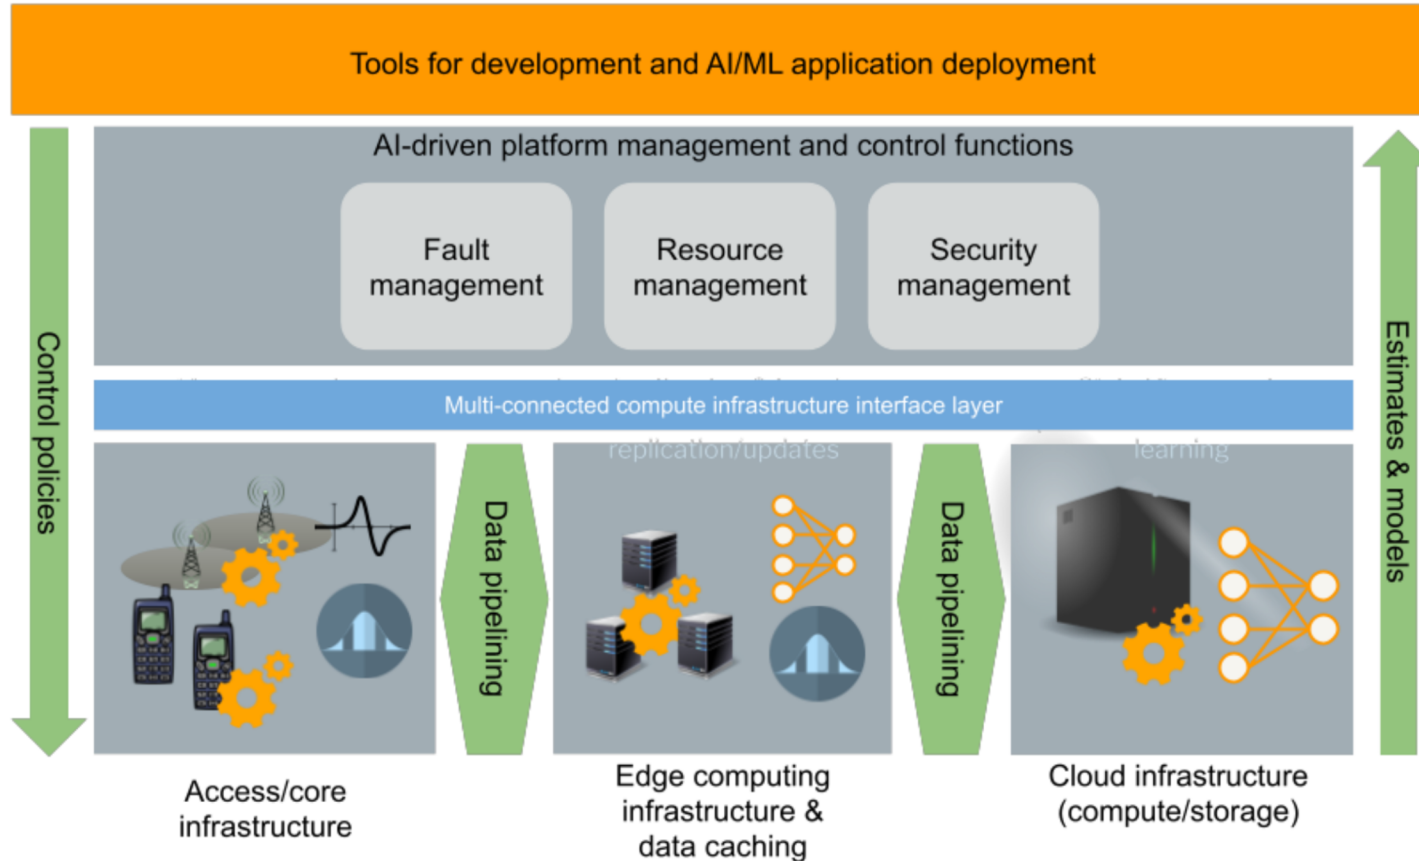 Tools for development and AI/ML application deployment
AI-driven platform management and control functions
Fault
management
Resource
management
Security
management
Control policies
Estimates & models
Multi-connected compute infrastructure interface layer
replication/updates
learning
Data pipelining
Data pipelining
Access/core
infrastructure
Edge computing
infrastructure &
data caching
Cloud infrastructure
(compute/storage)